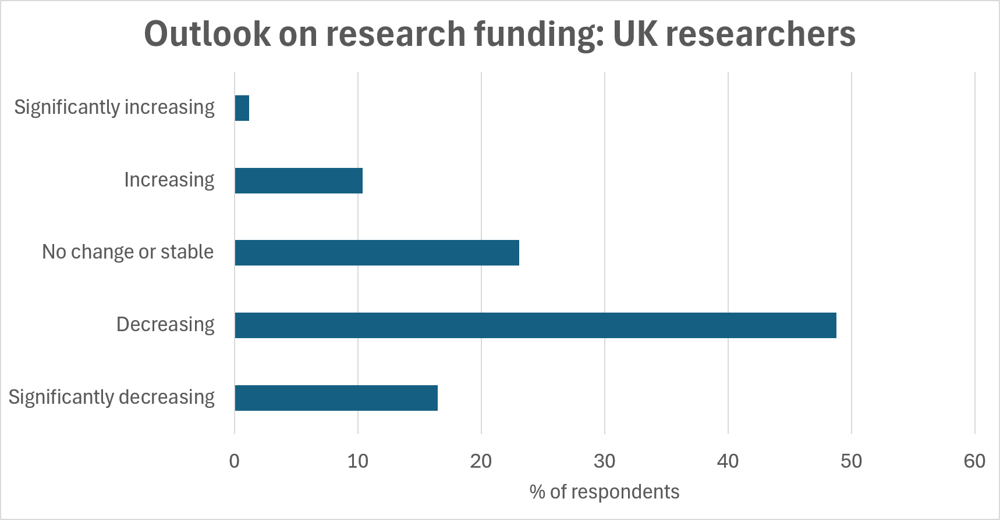 Outlook on research funding: UK researchers
Significantly increasing
Increasing
No change or stable
Decreasing
Significantly decreasing
0 10 20 30 40 50 60
% of respondents